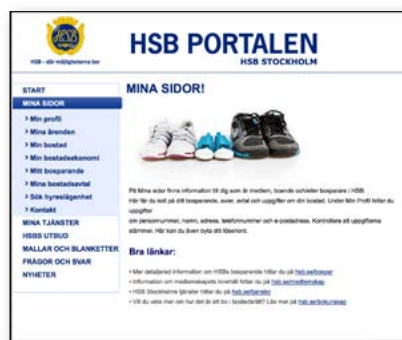 HSB
HSB - där möjligheterna bor
HSB PORTALEN
HSB STOCKHOLM
START
MINA SIDOR
> Min profil
> Mina ärenden
> Min bostad
> Min bostadsekonomi
> Mitt bosparande
> Mina bostadsavtal
> Sök hyreslägenhet
> Kontakt
MINA TJÄNSTER
HSBS UTBUD
MALLAR OCH BLANKETTER
FRÅGOR OCH SVAR
NYHETER
MINA SIDOR!
På Mina sidor finns information till dig som är medlem, boende och/eller bosparare i HSB.
Här får du koll på ditt bosparande, avier, avtal och uppgifter om din bostad. Under Min Profil hittar du
uppgifter
om personnummer, namn, adress, telefonnummer och e-postadress. Kontrollera att uppgifterna
stämmer. Här kan du även byta ditt lösenord.
Bra länkar:
• Mer detaljerad information om HSBs bosparande hittar du på hsb.se/bospar
• Information om medlemskapets innehåll hittar du på hsb.se/medlemskap
• HSB Stockholms tjänster hittar du på hsb.se/tjanster
• Vill du veta mer om hur det är att bo i bostadsrätt? Läs mer på hsb.se/bokunskap